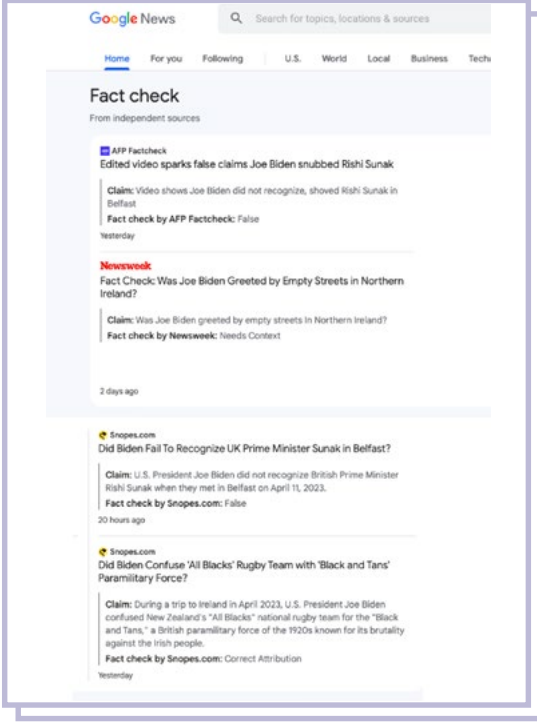 Google News
Search for topics, locations & sources
Home For you Following U.S. World Local Business
Fact check
From independent sources
AFP Factcheck
Edited video sparks false claims Joe Biden snubbed Rishi Sunak
Claim: Video shows Joe Biden did not recognize, shoved Rishi Sunak in
Belfast
Fact check by AFP Factcheck: False
Yesterday
Newsweek
Fact Check: Was Joe Biden Greeted by Empty Streets in Northern
Ireland?
Claim: Was Joe Biden greeted by empty streets in Northern Ireland?
Fact check by Newsweek: Needs Context
2 days ago
Snopes.com
Did Biden Fail To Recognize UK Prime Minister Sunak in Belfast?
Claim: U.S. President Joe Biden did not recognize British Prime Minister
Rishi Sunak when they met in Belfast on April 11, 2023.
Fact check by Snopes.com: False
20 hours ago
Snopes.com
Did Biden Confuse 'All Blacks' Rugby Team with 'Black and Tans'
Paramilitary Force?
Claim: During a trip to Ireland in April 2023, U.S. President Joe Biden
confused New Zealand's "All Blacks" national rugby team for the "Black
and Tans," a British paramilitary force of the 1920s known for its brutality
against the Irish people.
Fact check by Snopes.com: Correct Attribution
Yesterday